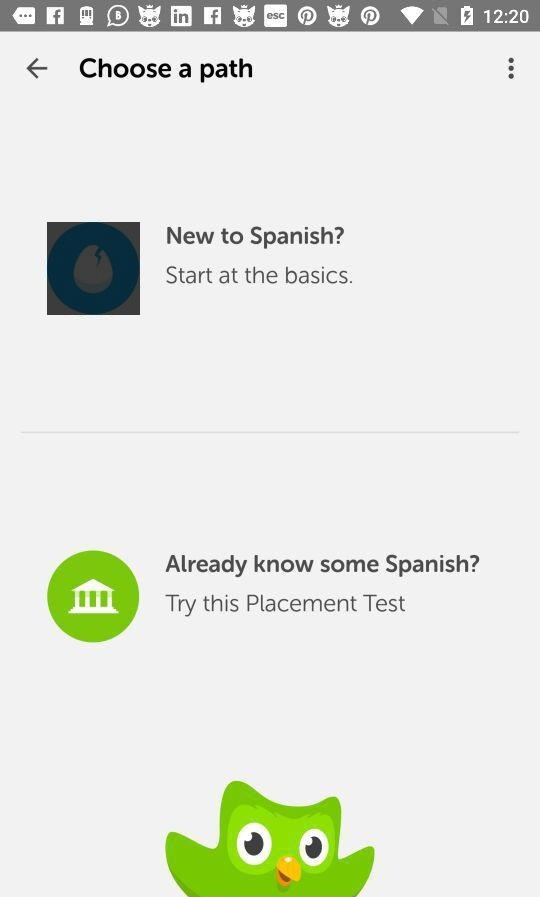 esc 12:20
Choose a path
New to Spanish?
Start at the basics.
Already know some Spanish?
Try this Placement Test